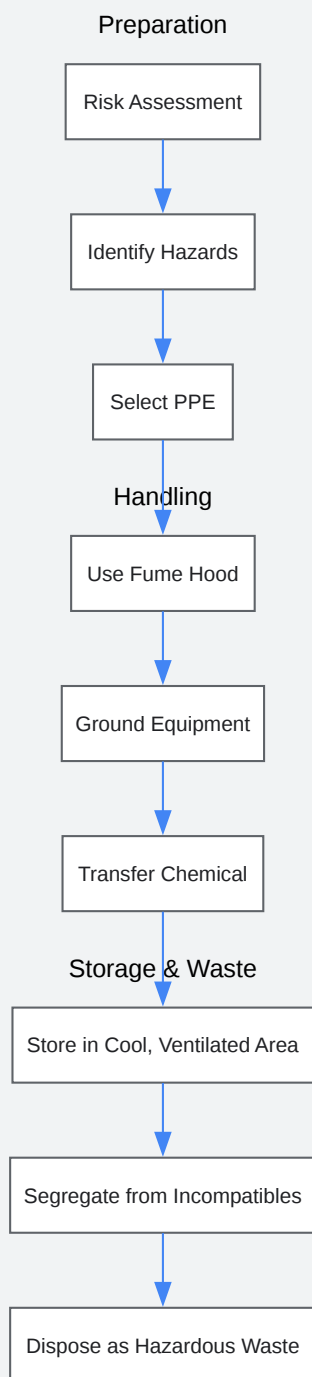 Preparation
Risk Assessment
Identify Hazards
Select PPE
Handling
Use Fume Hood
Ground Equipment
Transfer Chemical
Storage & Waste
Store in Cool, Ventilated Area
Segregate from Incompatibles
Dispose as Hazardous Waste